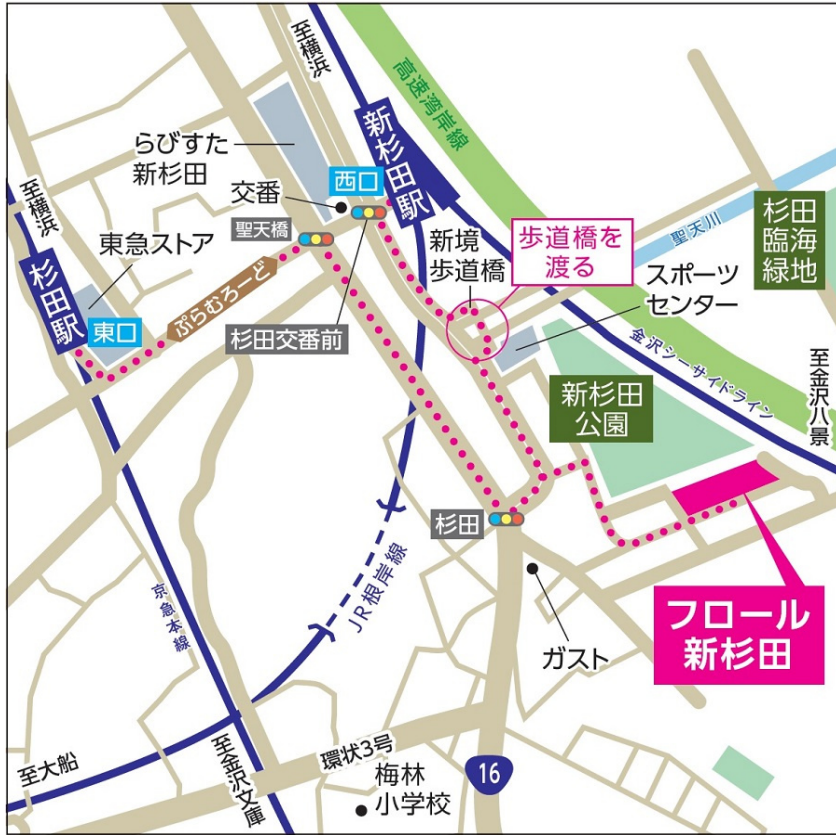 至横浜
高速湾岸線
らびすた
新杉田
新杉田駅
交番
西口
至横浜
聖天橋
新境
歩道橋
歩道橋を
渡る
聖天川
杉田
臨海
緑地
東急ストア
杉田駅
東口
ぷらむろーど
杉田交番前
スポーツ
センター
金沢シーサイドライン
至金沢八景
新杉田
公園
杉田
JR根岸線
京急本線
ガスト
フロール
新杉田
至大船
至金沢文庫
環状3号
梅林
小学校
16